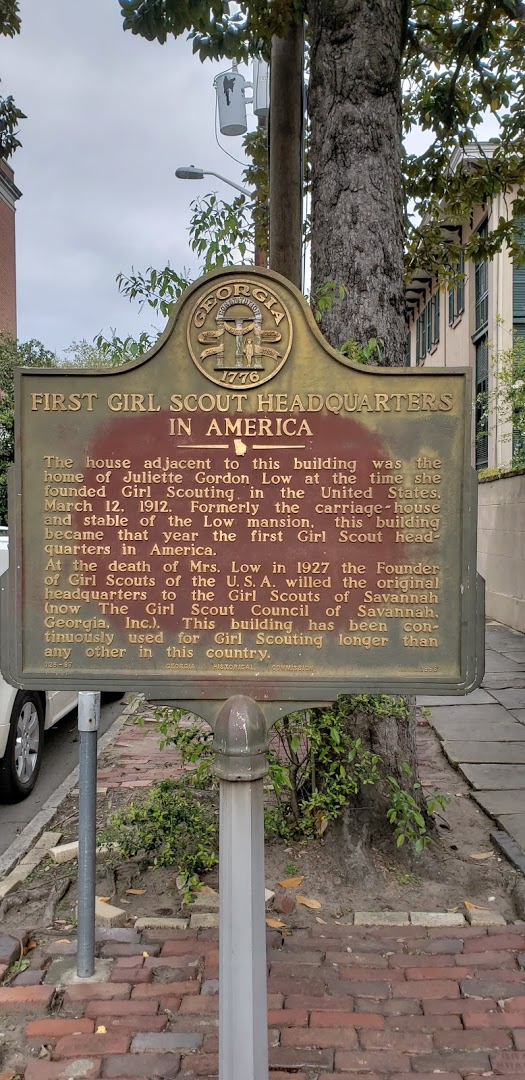 GEORGIA
CONSTITUTION
1776
FIRST GIRL SCOUT HEADQUARTERS
IN AMERICA
The house adjacent to this building was the
home of Juliette Gordon Low at the time she
founded Girl Scouting in the United States,
March 12, 1912. Formerly the carriage-house
and stable of the Low mansion, this building
became that year the first Girl Scout head-
quarters in America.
At the death of Mrs. Low in 1927 the Founder
of Girl Scouts of the U.S.A. willed the original
headquarters to the Girl Scouts of Savannah
(now The Girl Scout Council of Savannah,
Georgia, Inc.). This building has been con-
tinuously used for Girl Scouting longer than
any other in this country.
GEORGIA HISTORICAL COMMISSION